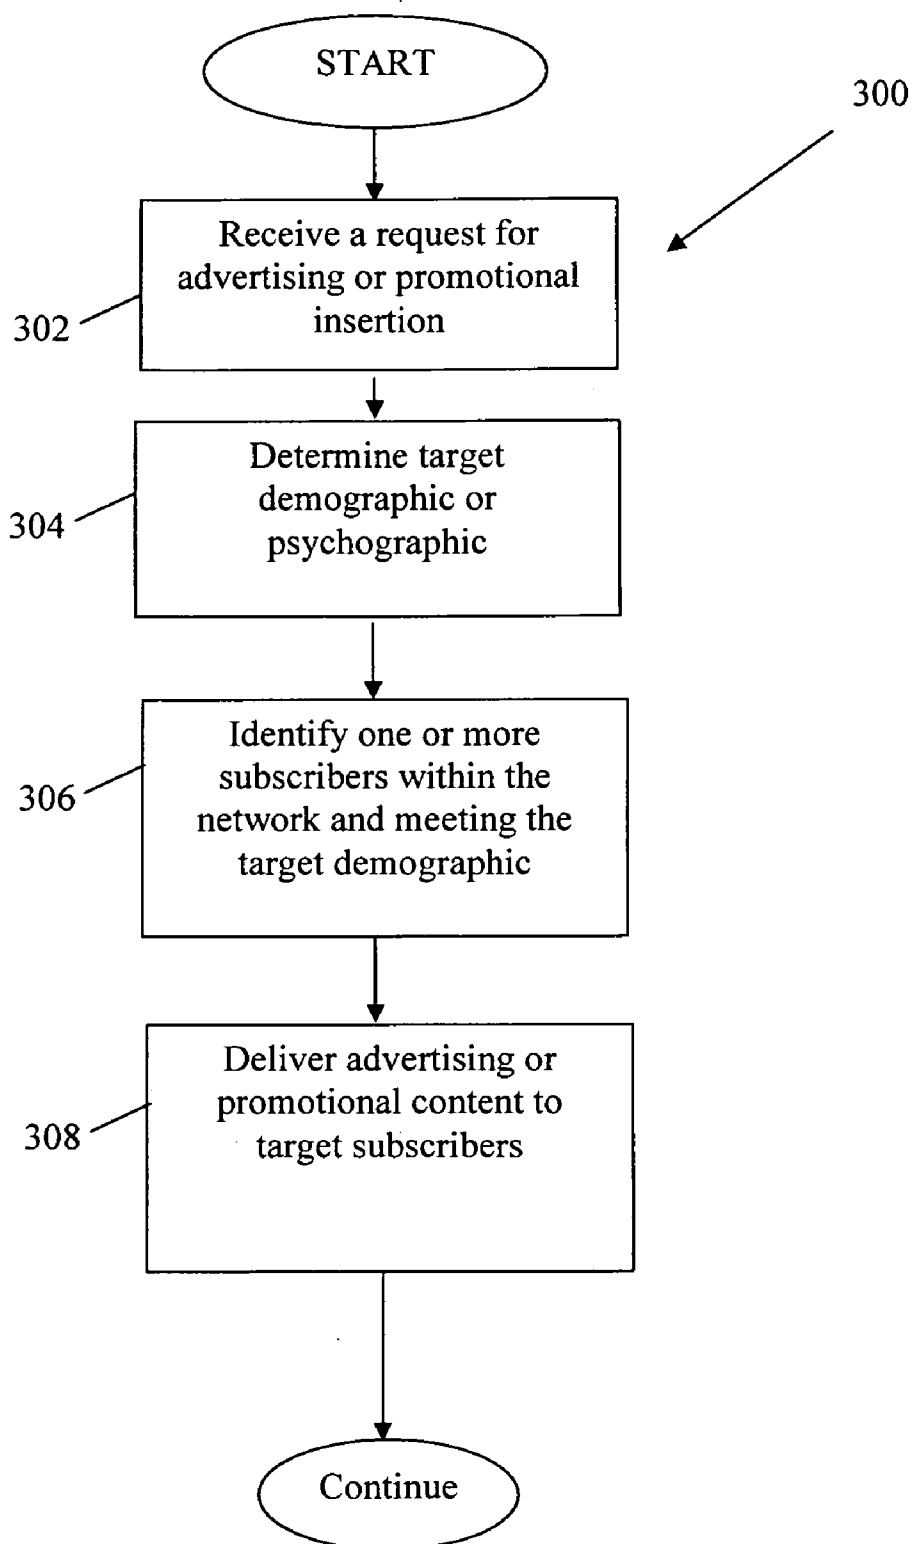 START
300
Receive a request for
advertising or promotional
insertion
302
Determine target
demographic or
psychographic
304
Identify one or more
subscribers within the
network and meeting the
target demographic
306
Deliver advertising or
promotional content to
target subscribers
308
Continue